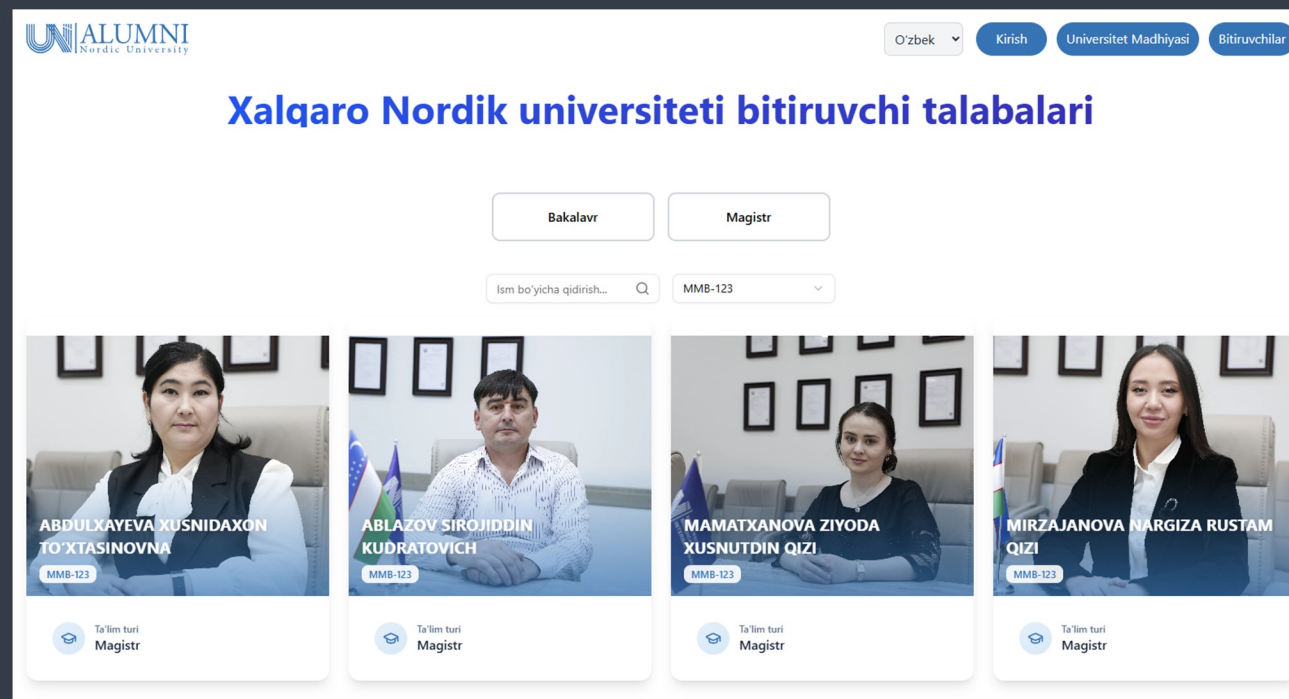 UN ALUMNI
Nordic University
O'zbek
Kirish
Universitet Madhiyasi
Bitiruvchilar
Xalqaro Nordik universiteti bitiruvchi talabalari
Bakalavr
Magistr
Ism bo'yicha qidirish...
MMB-123
ABDULXAYEVA XUSNIDAXON
TO'XTASINOVNA
MMB-123
Ta'lim turi
Magistr
ABLAZOV SIROJIDDIN
KUDRATOVICH
MMB-123
Ta'lim turi
Magistr
MAMATXANOVA ZIYODA
XUSNUTDIN QIZI
MMB-123
Ta'lim turi
Magistr
MIRZAJANOVA NARGIZA RUSTAM
QIZI
MMB-123
Ta'lim turi
Magistr